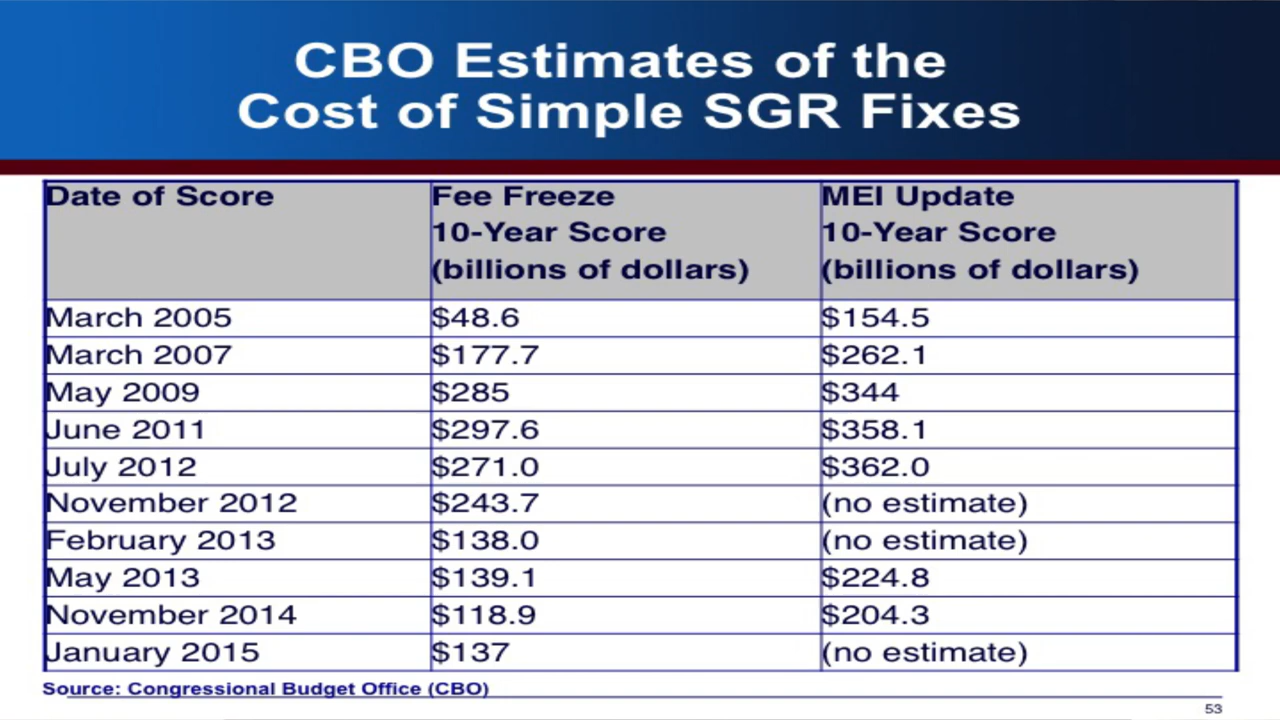 CBO Estimates of the
Cost of Simple SGR Fixes
Date of Score Fee Freeze MEI Update
10-Year Score 10-Year Score
(billions of dollars) (billions of dollars)
March 2005 $48.6 $154.5
March 2007 $177.7 $262.1
May 2009 $285 $344
June 2011 $297.6 $358.1
July 2012 $271.0 $362.0
November 2012 $243.7 (no estimate)
February 2013 $138.0 (no estimate)
May 2013 $139.1 $224.8
November 2014 $118.9 $204.3
January 2015 $137 (no estimate)
Source: Congressional Budget Office (CBO)
53